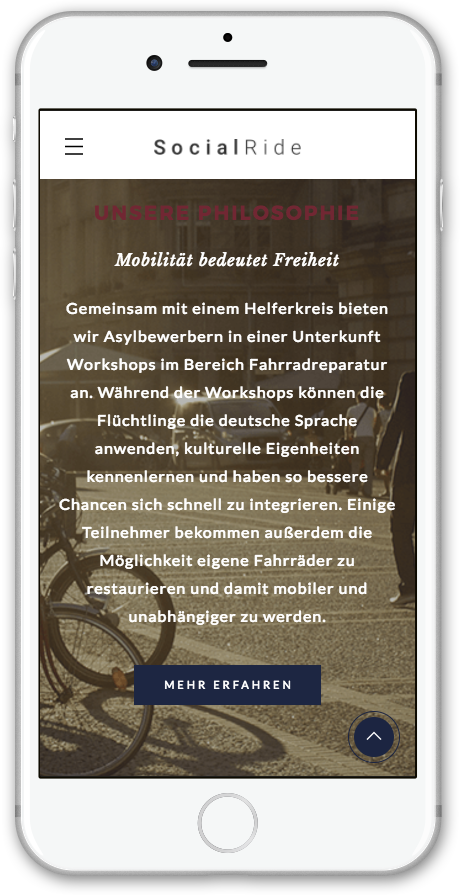 SocialRide
UNSERE PHILOSOPHIE
Mobilität bedeutet Freiheit
Gemeinsam mit einem Helferkreis bieten
wir Asylbewerbern in einer Unterkunft
Workshops im Bereich Fahrradreparatur
an. Während der Workshops können die
Flüchtlinge die deutsche Sprache
anwenden, kulturelle Eigenheiten
kennenlernen und haben so bessere
Chancen sich schnell zu integrieren. Einige
Teilnehmer bekommen außerdem die
Möglichkeit eigene Fahrräder zu
restaurieren und damit mobiler und
unabhängiger zu werden.
MEHR ERFAHREN